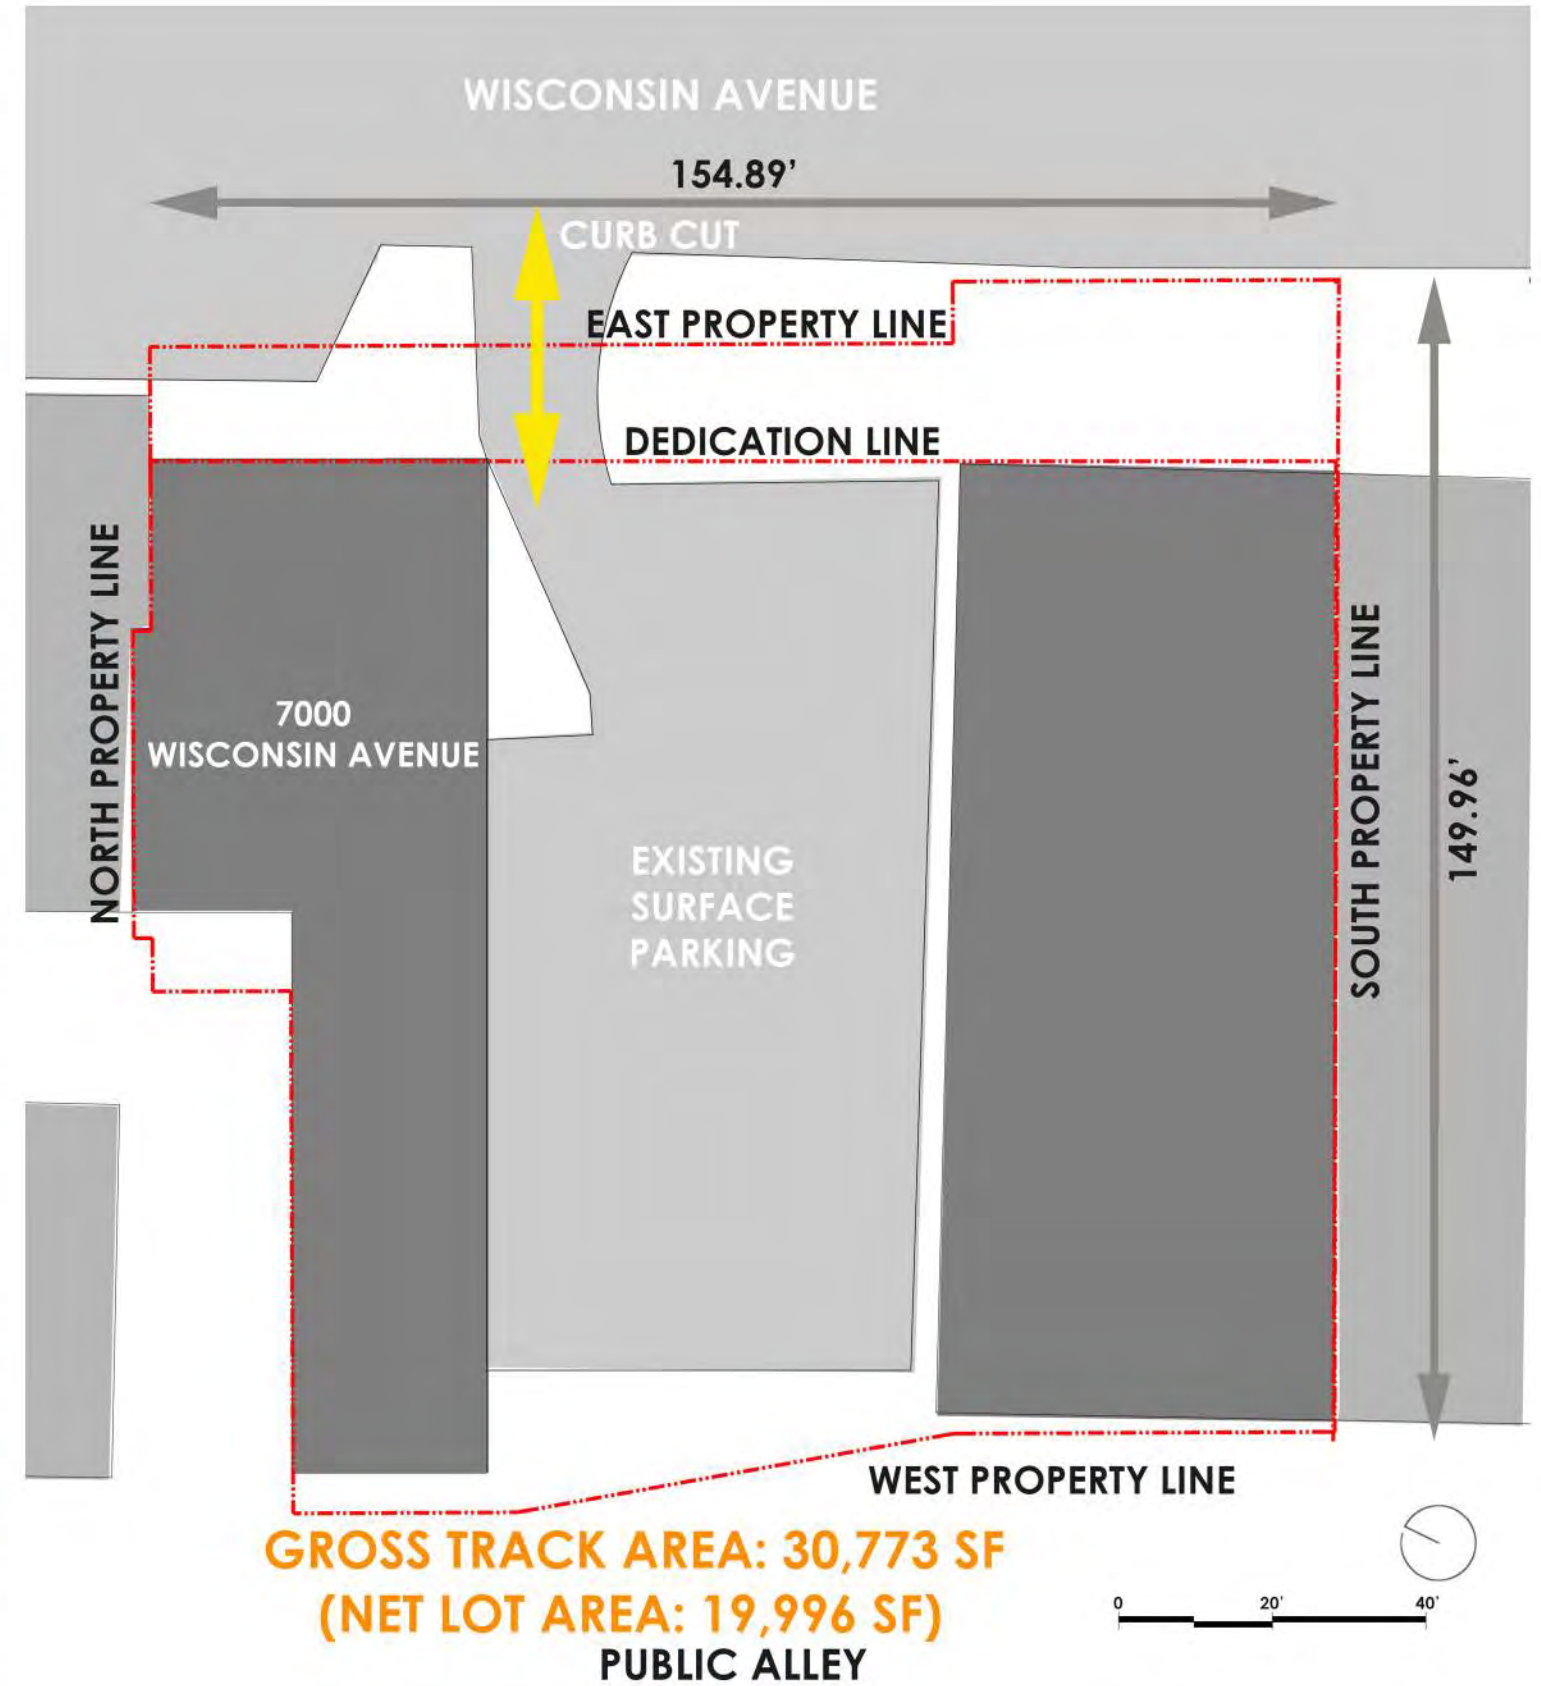 WISCONSIN AVENUE
154.89’
CURB CUT
EAST PROPERTY LINE
DEDICATION LINE
NORTH PROPERTY LINE
7000
WISCONSIN AVENUE
SOUTH PROPERTY LINE
149.96’
EXISTING
SURFACE
PARKING
WEST PROPERTY LINE
GROSS TRACK AREA: 30,773 SF
(NET LOT AREA: 19,996 SF)
PUBLIC ALLEY
0 20' 40'